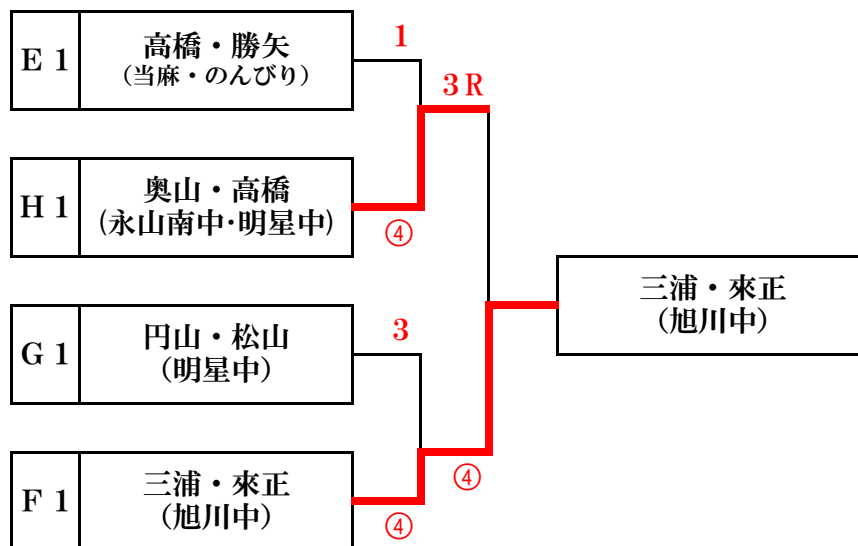 E 1
高橋・勝矢
（当麻・のんびり）
1
3R
H 1
奥山・高橋
(永山南中・明星中)
④
G 1
円山・松山
（明星中）
3
F 1
三浦・來正
（旭川中）
④
④
三浦・來正
（旭川中）